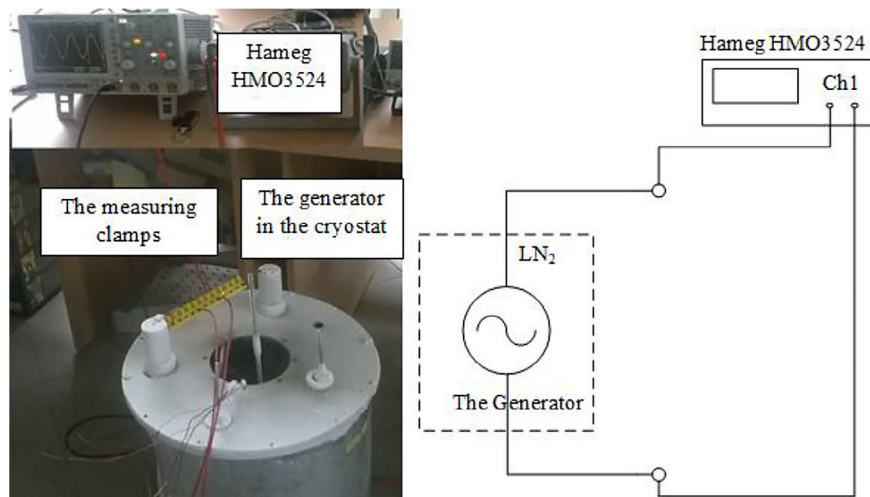 Hameg
HMO3524
The measuring
clamps
The generator
in the cryostat
Hameg HMO3524
Ch1
LN₂
The Generator